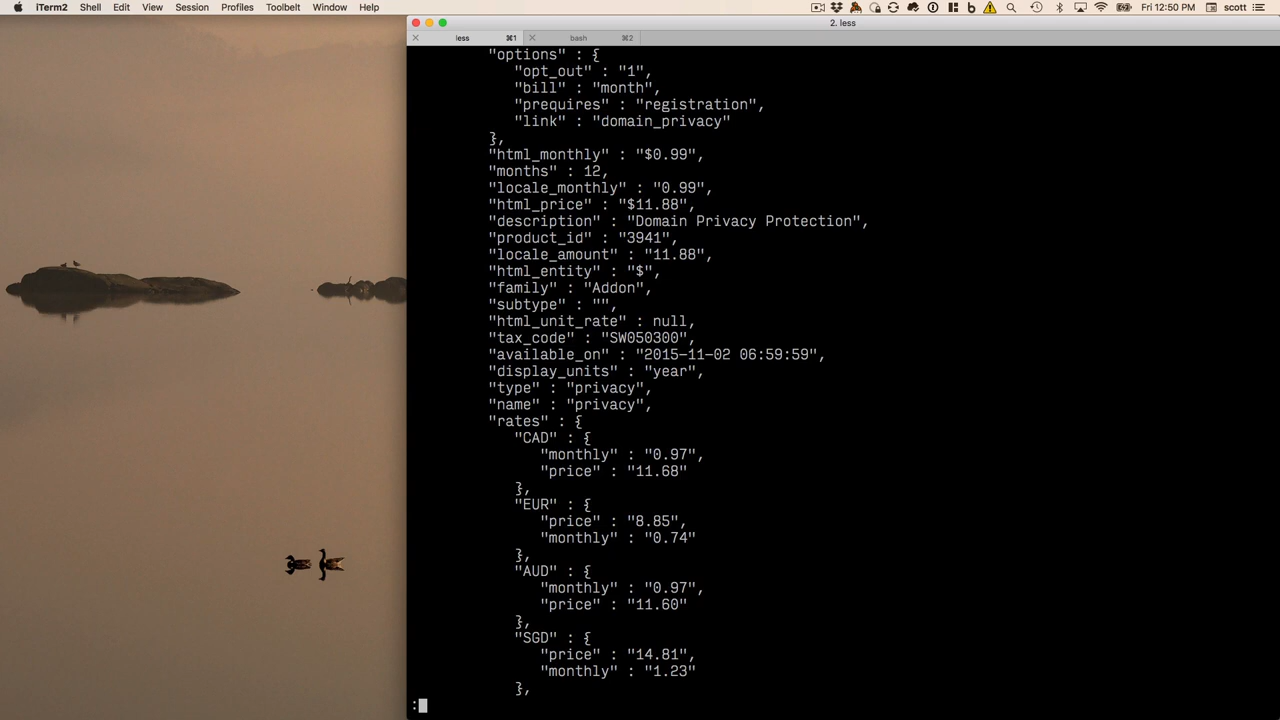 iTerm2 Shell Edit View Session Profiles Toolbelt Window Help Fri 12:50 PM scott
2. less
less ⌘1 bash ⌘2
"options" : {
"opt_out" : "1",
"bill" : "month",
"prequires" : "registration",
"link" : "domain_privacy"
},
"html_monthly" : "$0.99",
"months" : 12,
"locale_monthly" : "0.99",
"html_price" : "$11.88",
"description" : "Domain Privacy Protection",
"product_id" : "3941",
"locale_amount" : "11.88",
"html_entity" : "$",
"family" : "Addon",
"subtype" : "",
"html_unit_rate" : null,
"tax_code" : "SW050300",
"available_on" : "2015-11-02 06:59:59",
"display_units" : "year",
"type" : "privacy",
"name" : "privacy",
"rates" : {
"CAD" : {
"monthly" : "0.97",
"price" : "11.68"
},
"EUR" : {
"price" : "8.85",
"monthly" : "0.74"
},
"AUD" : {
"monthly" : "0.97",
"price" : "11.60"
},
"SGD" : {
"price" : "14.81",
"monthly" : "1.23"
},
: